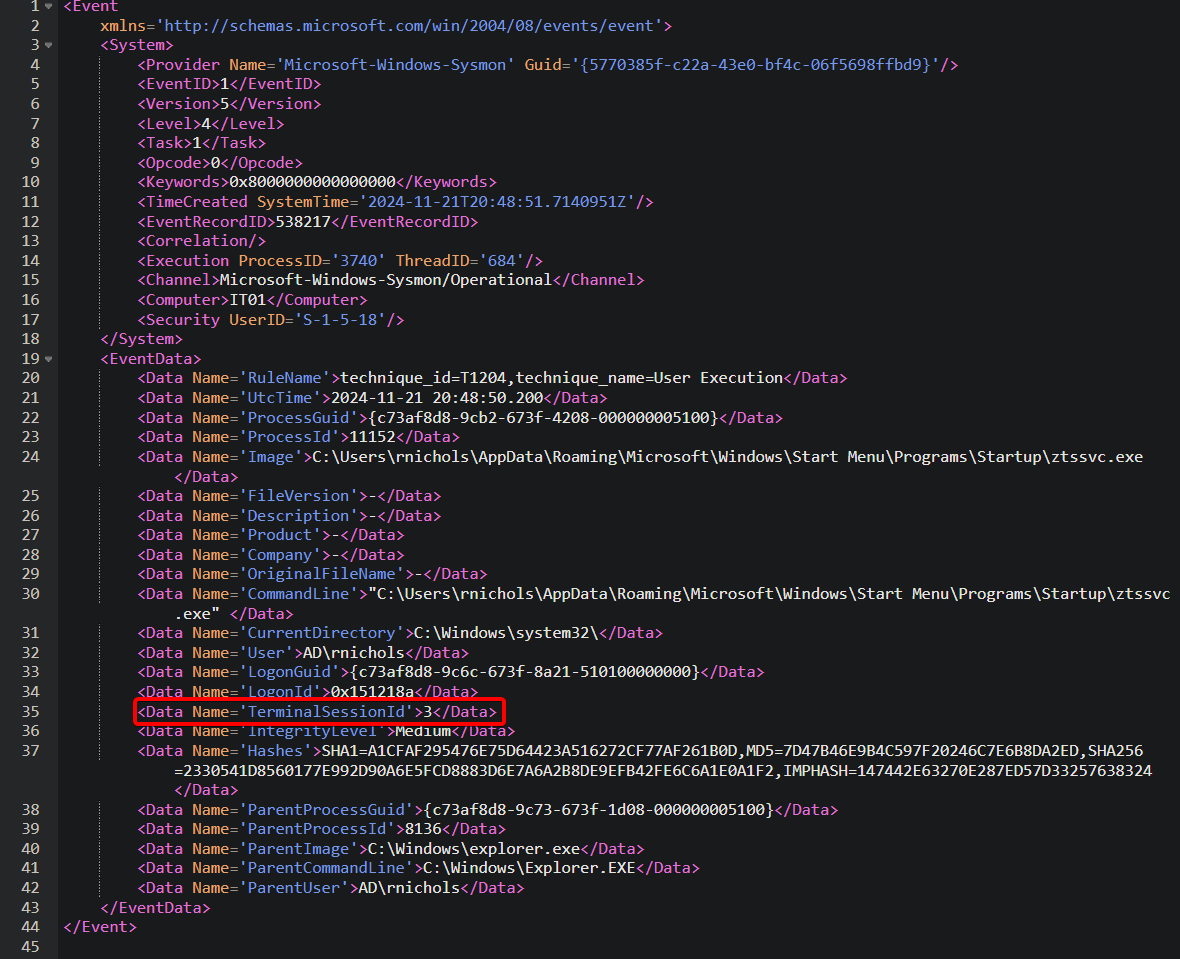 1 <Event
2 xmlns='http://schemas.microsoft.com/win/2004/08/events/event'>
3 <System>
4 <Provider Name='Microsoft-Windows-Sysmon' Guid='{5770385f-c22a-43e0-bf4c-06f5698ffbd9}'/>
5 <EventID>1</EventID>
6 <Version>5</Version>
7 <Level>4</Level>
8 <Task>1</Task>
9 <Opcode>0</Opcode>
10 <Keywords>0x8000000000000000</Keywords>
11 <TimeCreated SystemTime='2024-11-21T20:48:51.7140951Z'/>
12 <EventRecordID>538217</EventRecordID>
13 <Correlation/>
14 <Execution ProcessID='3740' ThreadID='684'/>
15 <Channel>Microsoft-Windows-Sysmon/Operational</Channel>
16 <Computer>IT01</Computer>
17 <Security UserID='S-1-5-18'/>
18 </System>
19 <EventData>
20 <Data Name='RuleName'>technique_id=T1204,technique_name=User Execution</Data>
21 <Data Name='UtcTime'>2024-11-21 20:48:50.200</Data>
22 <Data Name='ProcessGuid'>{c73af8d8-9cb2-673f-4208-000000005100}</Data>
23 <Data Name='ProcessId'>11152</Data>
24 <Data Name='Image'>C:\Users\rnichols\AppData\Roaming\Microsoft\Windows\Start Menu\Programs\Startup\ztssvc.exe
</Data>
25 <Data Name='FileVersion'>-</Data>
26 <Data Name='Description'>-</Data>
27 <Data Name='Product'>-</Data>
28 <Data Name='Company'>-</Data>
29 <Data Name='OriginalFileName'>-</Data>
30 <Data Name='CommandLine'>"C:\Users\rnichols\AppData\Roaming\Microsoft\Windows\Start Menu\Programs\Startup\ztssvc
.exe" </Data>
31 <Data Name='CurrentDirectory'>C:\Windows\system32\</Data>
32 <Data Name='User'>AD\rnichols</Data>
33 <Data Name='LogonGuid'>{c73af8d8-9c6c-673f-8a21-510100000000}</Data>
34 <Data Name='LogonId'>0x151218a</Data>
35 <Data Name='TerminalSessionId'>3</Data>
36 <Data Name='IntegrityLevel'>Medium</Data>
37 <Data Name='Hashes'>SHA1=A1CFAF295476E75D64423A516272CF77AF261B0D,MD5=7D47B46E9B4C597F20246C7E6B8DA2ED,SHA256
=2330541D8560177E992D90A6E5FCD8883D6E7A6A2B8DE9EFB42FE6C6A1E0A1F2,IMPHASH=147442E63270E287ED57D33257638324
</Data>
38 <Data Name='ParentProcessGuid'>{c73af8d8-9c73-673f-1d08-000000005100}</Data>
39 <Data Name='ParentProcessId'>8136</Data>
40 <Data Name='ParentImage'>C:\Windows\explorer.exe</Data>
41 <Data Name='ParentCommandLine'>C:\Windows\Explorer.EXE</Data>
42 <Data Name='ParentUser'>AD\rnichols</Data>
43 </EventData>
44 </Event>
45